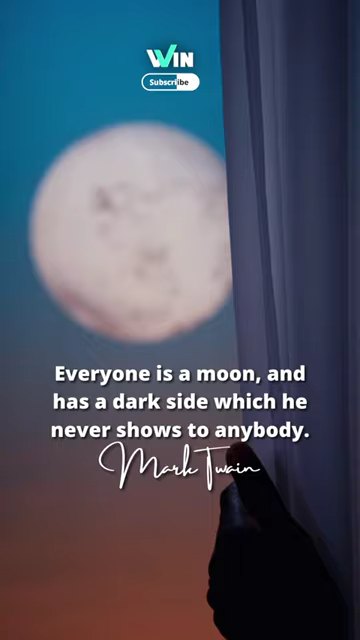 WIN
Subscribe
Everyone is a moon, and
has a dark side which he
never shows to anybody.
Mark Twain